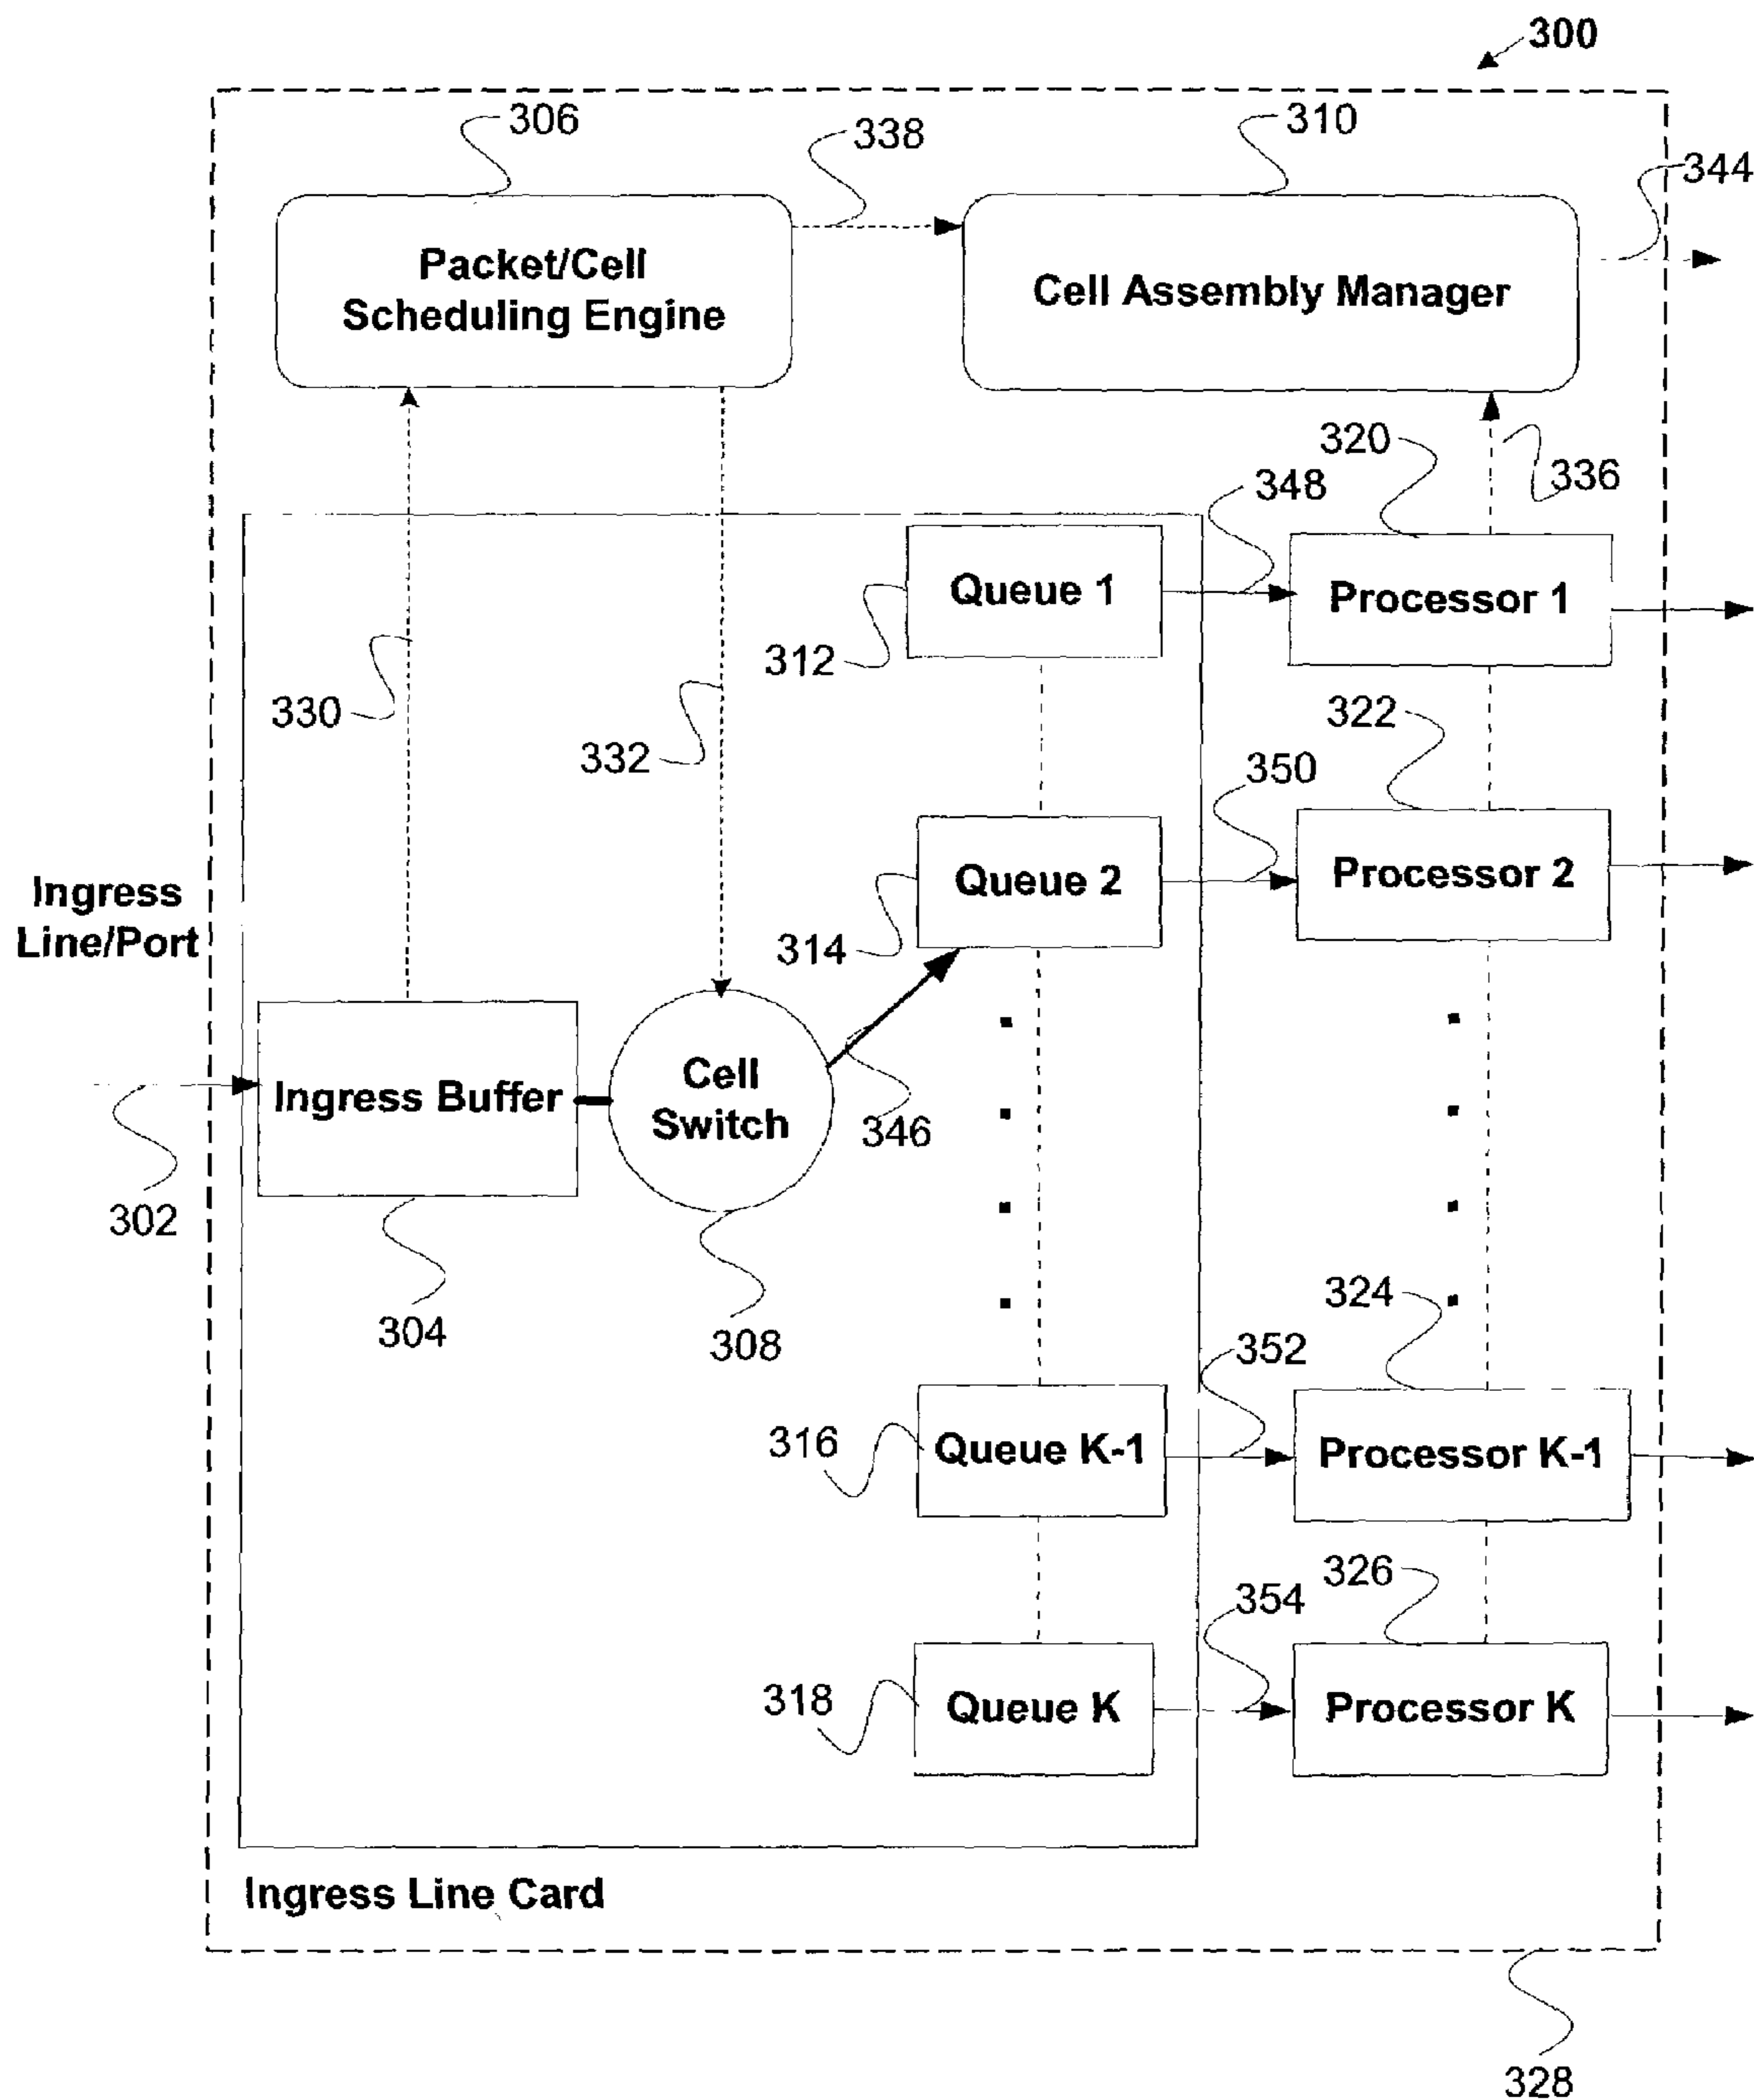 300
306
338
310
344
Packet/Cell
Scheduling Engine
Cell Assembly Manager
320
336
348
Queue 1
Processor 1
312
330
332
322
350
Ingress
Line/Port
Queue 2
Processor 2
314
Ingress Buffer
Cell
Switch
346
302
304
308
324
352
316
Queue K-1
Processor K-1
326
354
318
Queue K
Processor K
Ingress Line Card
328